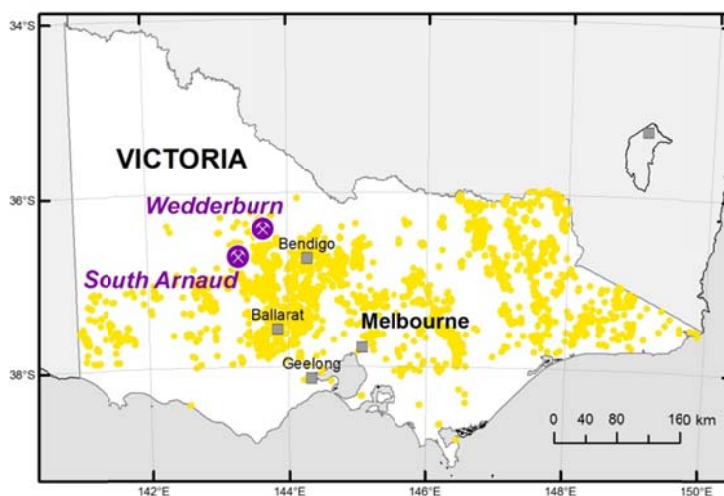 34°S
VICTORIA
36°S
Wedderburn
Bendigo
South Arnaud
Ballarat
Melbourne
Geelong
38°S
0 40 80 160 km
142°E 144°E 146°E 148°E 150°E